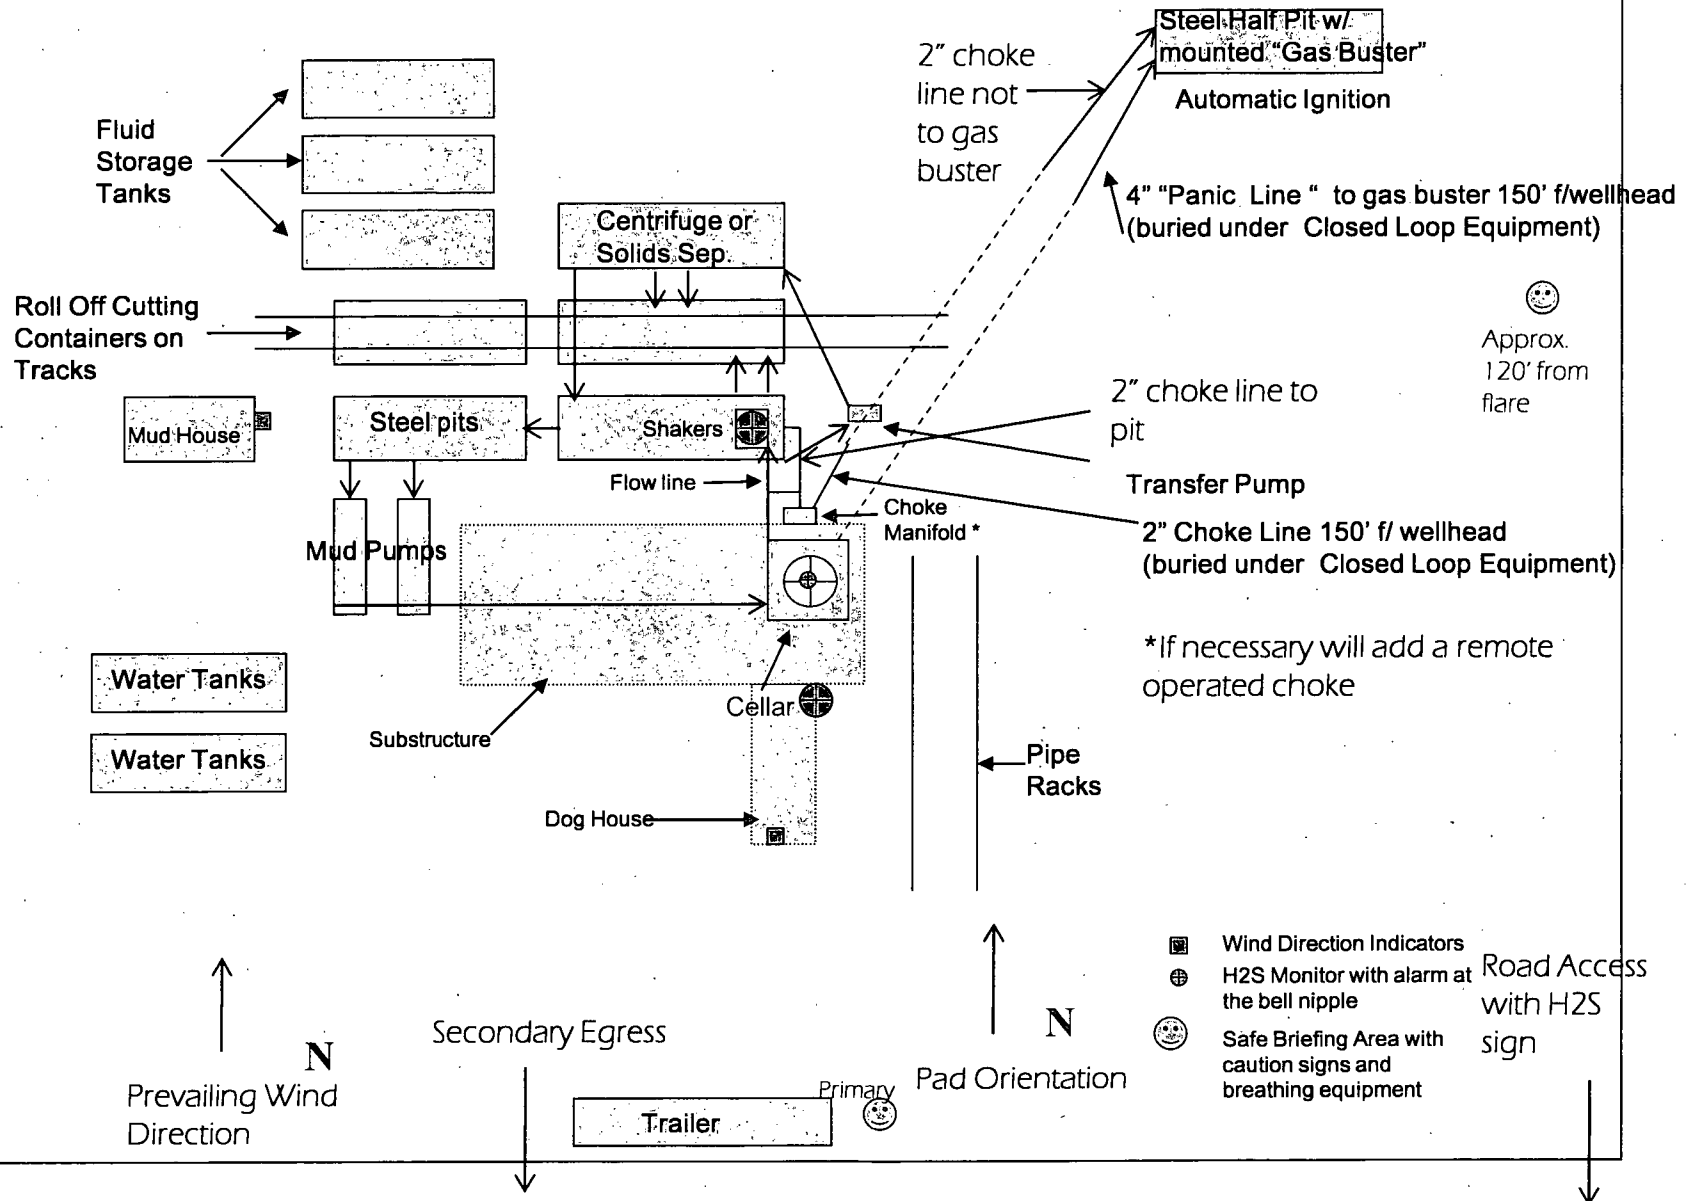 Steel Half Pit w/
mounted “Gas Buster”
Automatic Ignition
2” choke
line not
to gas
buster
Fluid
Storage
Tanks
4” “Panic Line “ to gas buster 150’ f/wellhead
(buried under Closed Loop Equipment)
Centrifuge or
Solids Sep.
Roll Off Cutting
Containers on
Tracks
Approx.
120’ from
flare
2” choke line to
pit
Mud House
Steel pits
Shakers
Flow line
Transfer Pump
Choke
Manifold *
2” Choke Line 150’ f/ wellhead
(buried under Closed Loop Equipment)
Mud Pumps
*If necessary will add a remote
operated choke
Water Tanks
Cellar
Substructure
Water Tanks
Pipe
Racks
Dog House
Wind Direction Indicators
H2S Monitor with alarm at
the bell nipple
Safe Briefing Area with
caution signs and
breathing equipment
Road Access
with H2S
sign
Secondary Egress
N
N
Prevailing Wind
Direction
Pad Orientation
Primary
Trailer